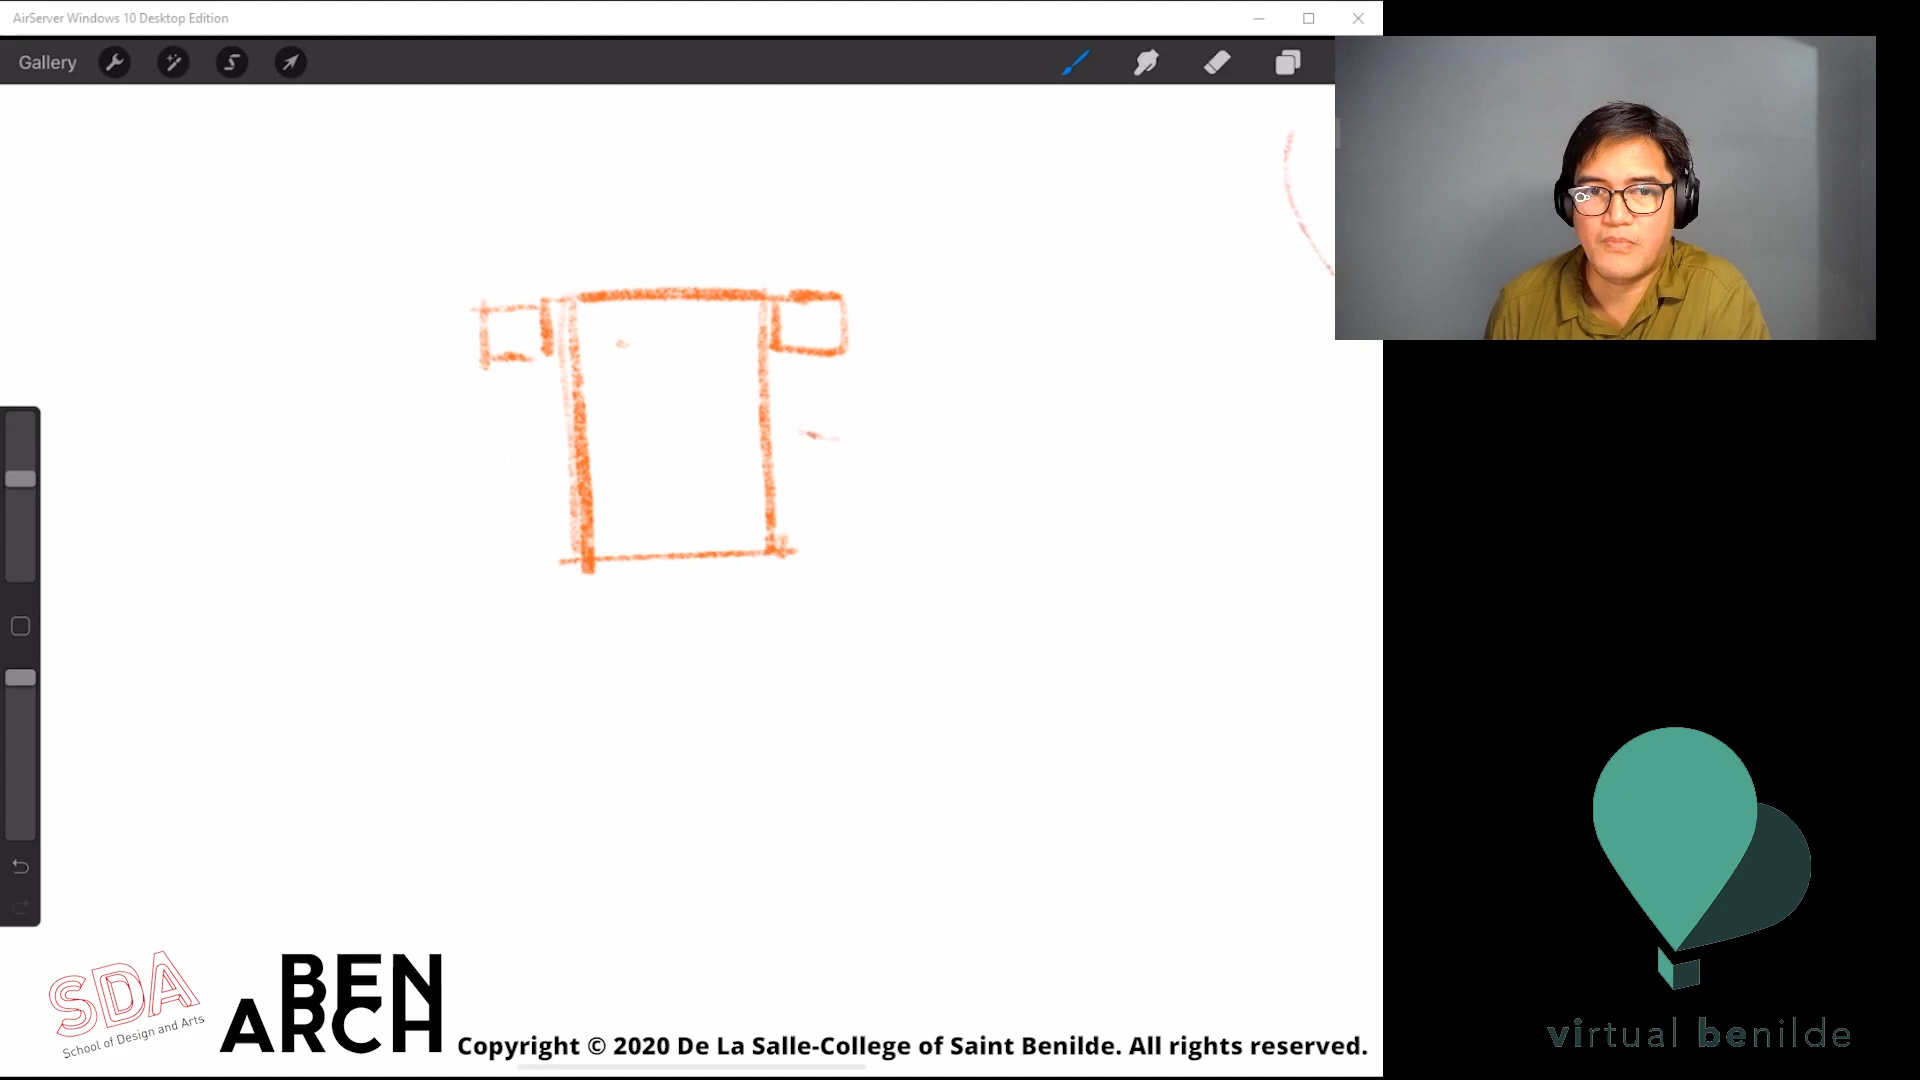 AirServer Windows 10 Desktop Edition
Gallery
SDA
School of Design and Arts
BEN
ARCH
Copyright © 2020 De La Salle-College of Saint Benilde. All rights reserved.
virtual benilde